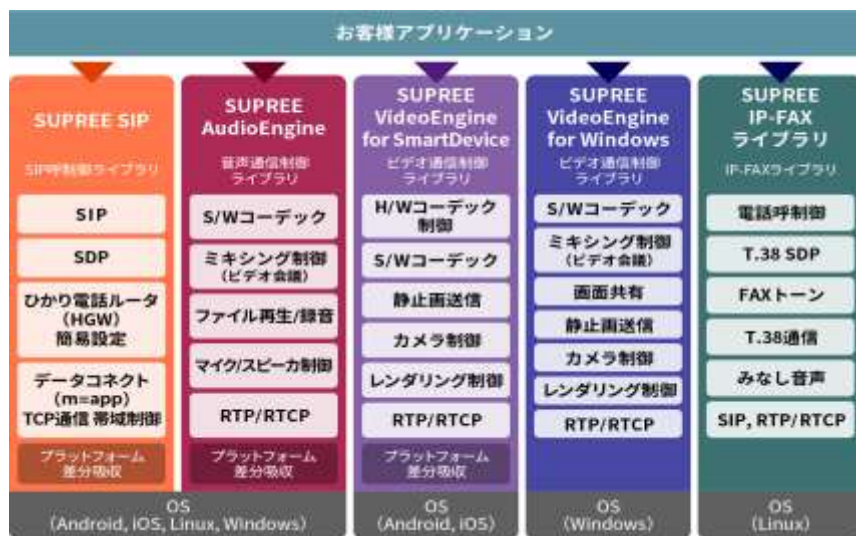 お客様アプリケーション
SUPREE SIP
SIP呼制御ライブラリ
SIP
SDP
ひかり電話ルータ
(HGW)
簡易設定
データコネクト
(m=app)
TCP通信 帯域制御
プラットフォーム
差分吸収
SUPREE
AudioEngine
音声通信制御
ライブラリ
S/Wコーデック
ミキシング制御
(ビデオ会議)
ファイル再生/録音
マイク/スピーカ制御
RTP/RTCP
プラットフォーム
差分吸収
OS
(Android, iOS, Linux, Windows)
SUPREE
VideoEngine
for SmartDevice
ビデオ通信制御
ライブラリ
H/Wコーデック
制御
S/Wコーデック
静止画送信
カメラ制御
レンダリング制御
RTP/RTCP
プラットフォーム
差分吸収
OS
(Android, iOS)
SUPREE
VideoEngine
for Windows
ビデオ通信制御
ライブラリ
S/Wコーデック
ミキシング制御
(ビデオ会議)
画面共有
静止画送信
カメラ制御
レンダリング制御
RTP/RTCP
OS
(Windows)
SUPREE
IP-FAX
ライブラリ
IP-FAXライブラリ
電話呼制御
T.38 SDP
FAXトーン
T.38通信
みなし音声
SIP, RTP/RTCP
OS
(Linux)